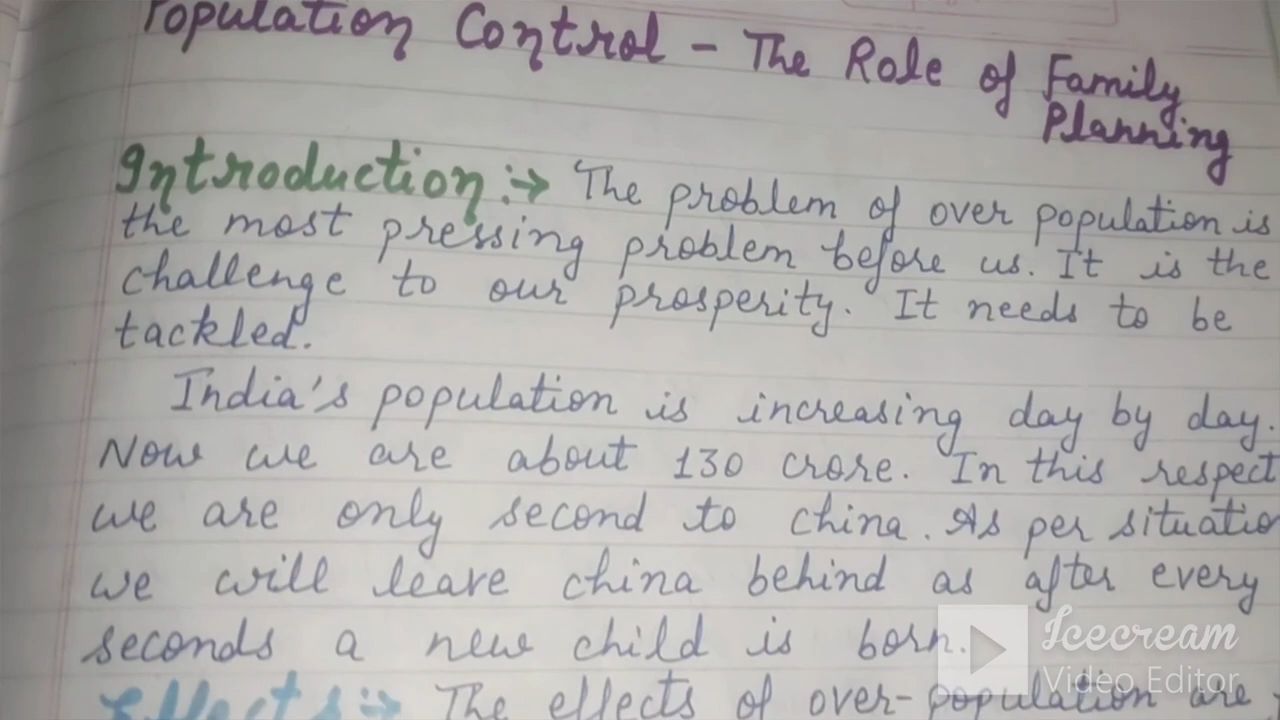 Population Control - The Role of Family
Planning
Introduction :→ The problem of over population is
the most pressing problem before us. It is the
challenge to our prosperity. It needs to be
tackled.
India's population is increasing day by day.
Now we are about 130 crore. In this respect
we are only second to china. As per situatio
we will leave china behind as after every
seconds a new child is born.
Effects :→ The effects of over-population are
Icecream
Video Editor